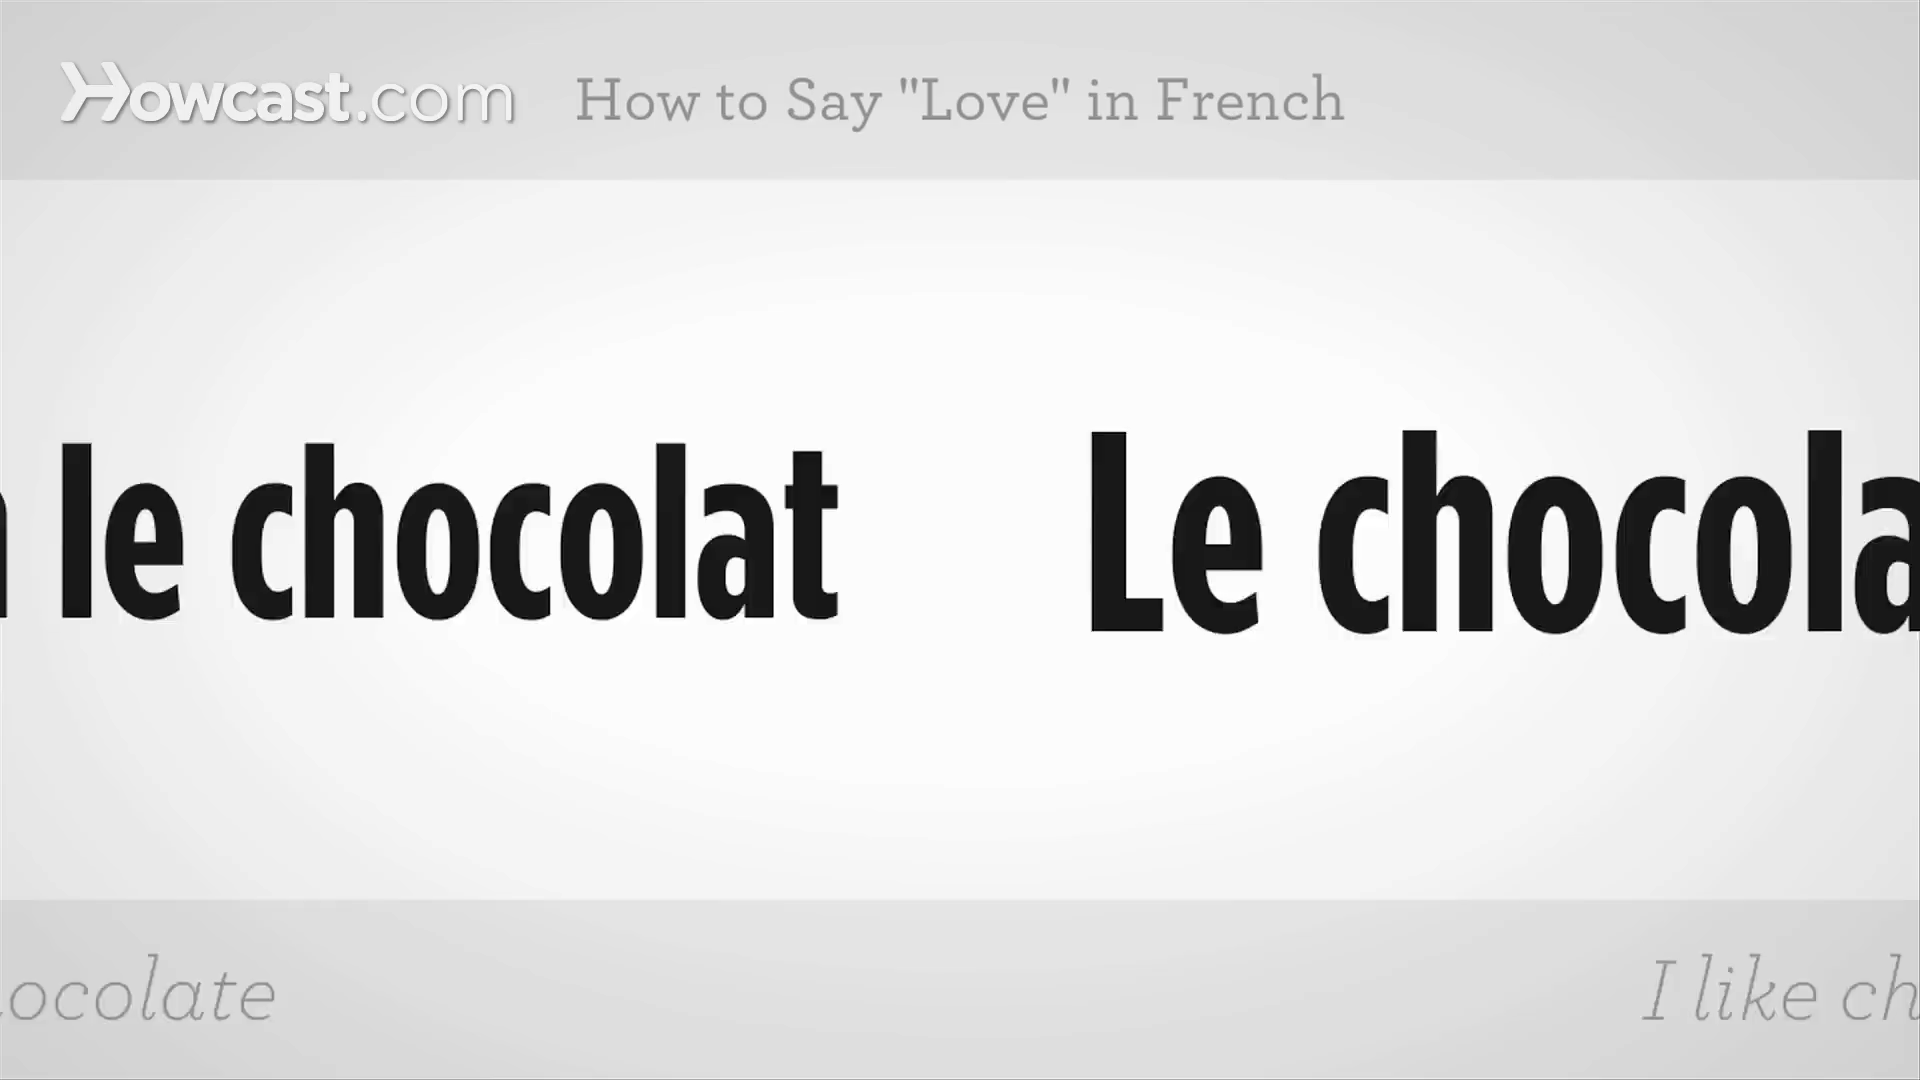 Howcast.com
How to Say "Love" in French
le chocolat
Le chocola
ocolate
I like ch